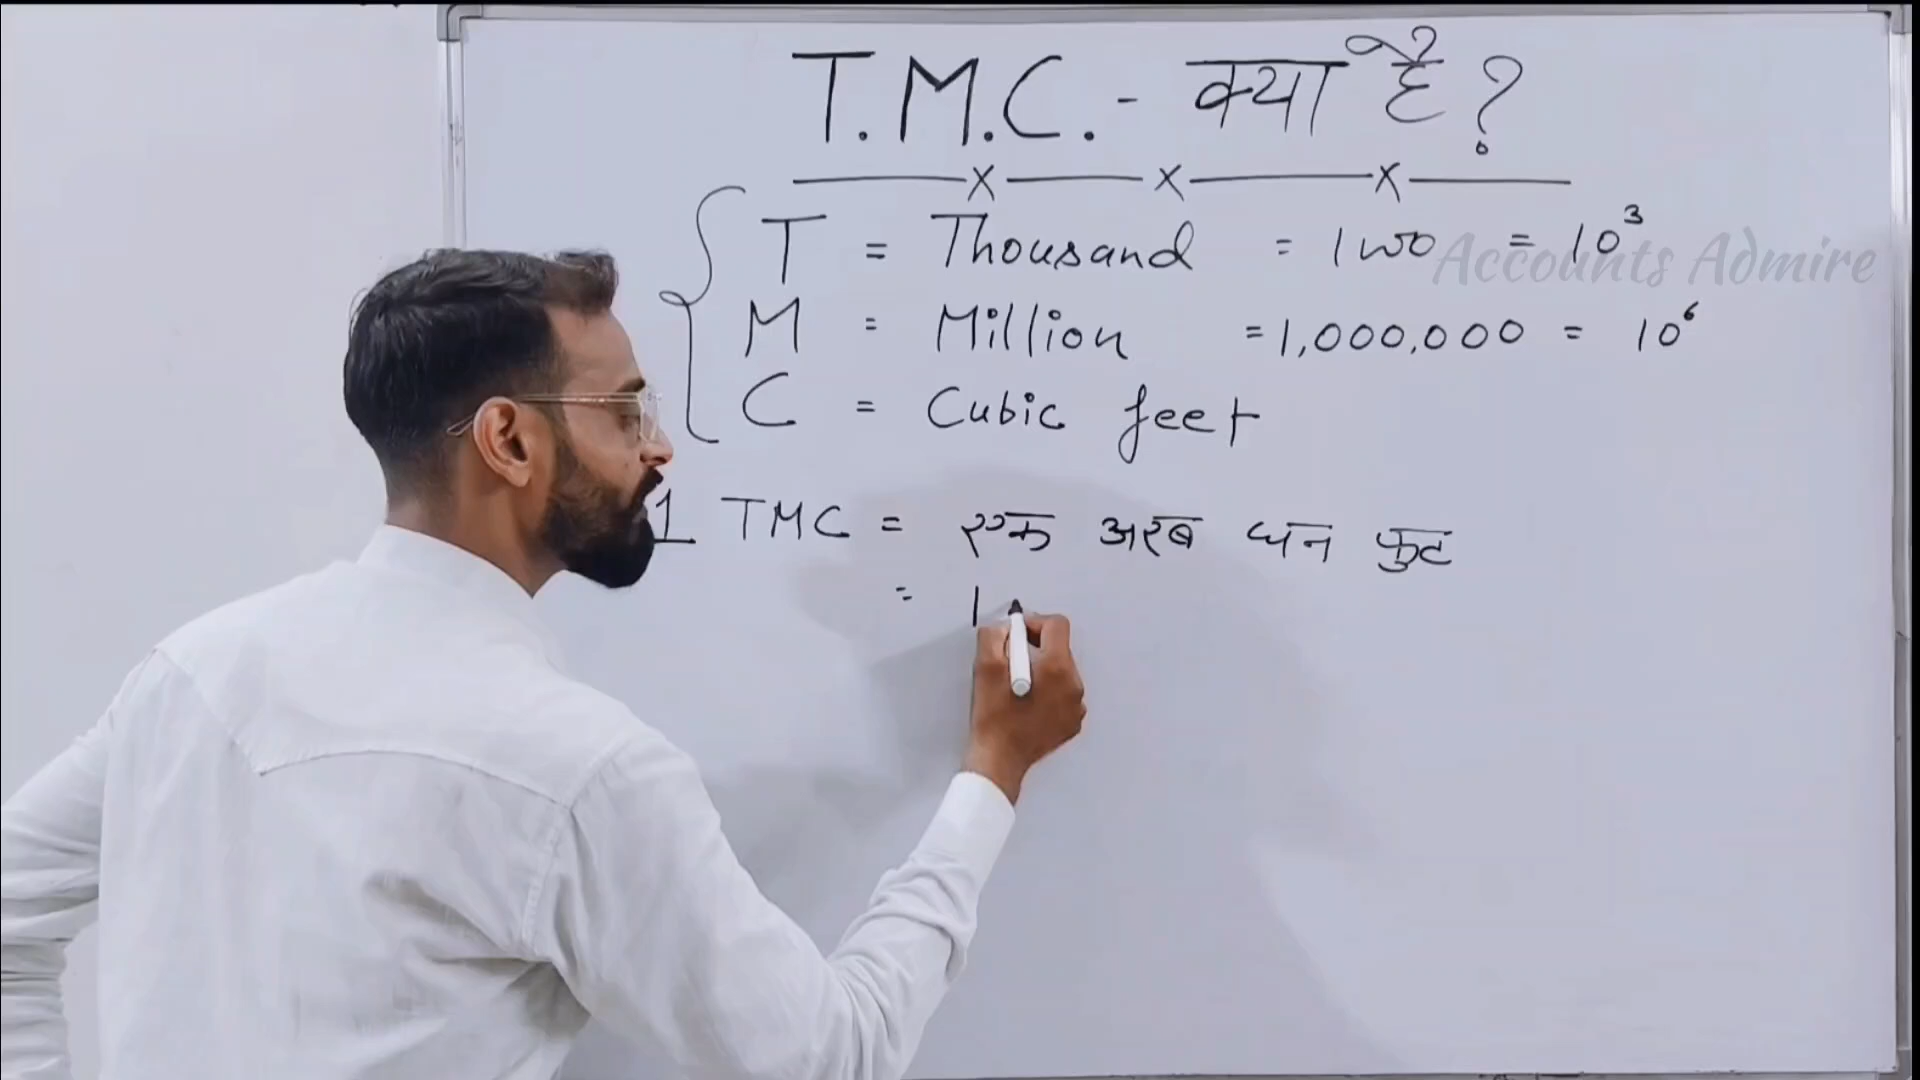 T.M.C. - क्या है ?
x x x
T = Thousand = 1000 = 10³
Accounts Admire
M = Million = 1,000,000 = 10⁶
C = Cubic feet
1 TMC = एक अरब घन फुट
= 1